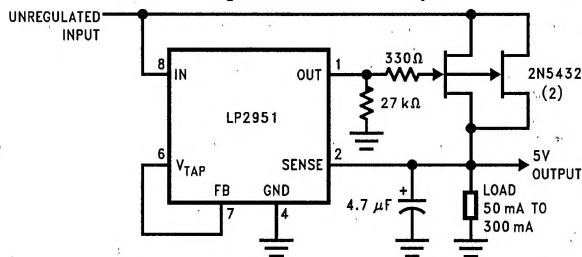 UNREGULATED
INPUT
8
IN
OUT
1
330Ω
27 kΩ
2N5432
(2)
LP2951
6
VTAP
SENSE
2
FB
GND
7
4
+
4.7 μF
5V
OUTPUT
LOAD
50 mA TO
300 mA